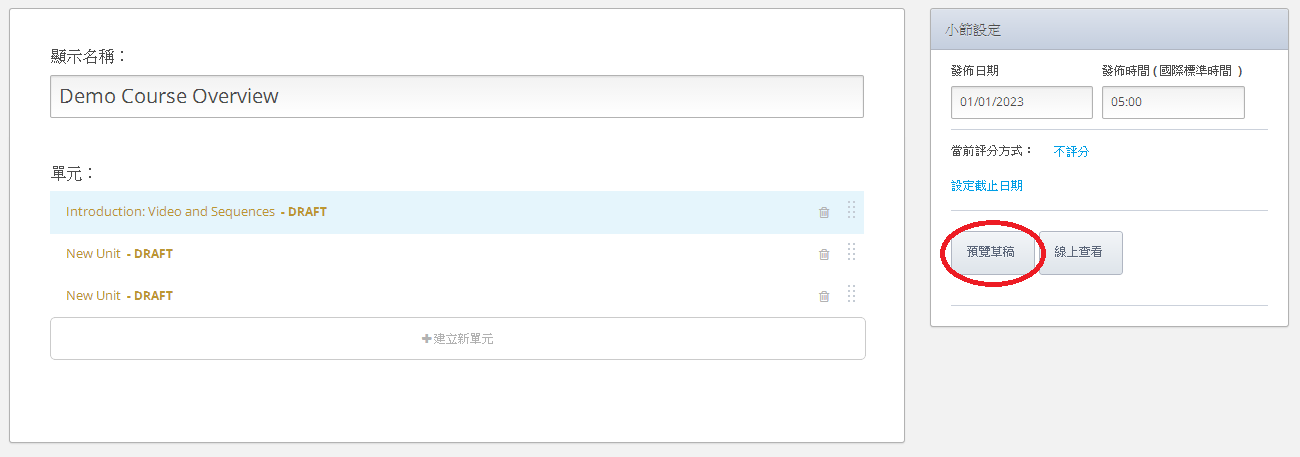 顯示名稱：
Demo Course Overview
單元：
Introduction: Video and Sequences - DRAFT
New Unit - DRAFT
New Unit - DRAFT
建立新單元
小節設定
發佈日期 發佈時間 ( 國際標準時間 )
01/01/2023 05:00
當前評分方式： 不評分
設定截止日期
預覽草稿 線上查看